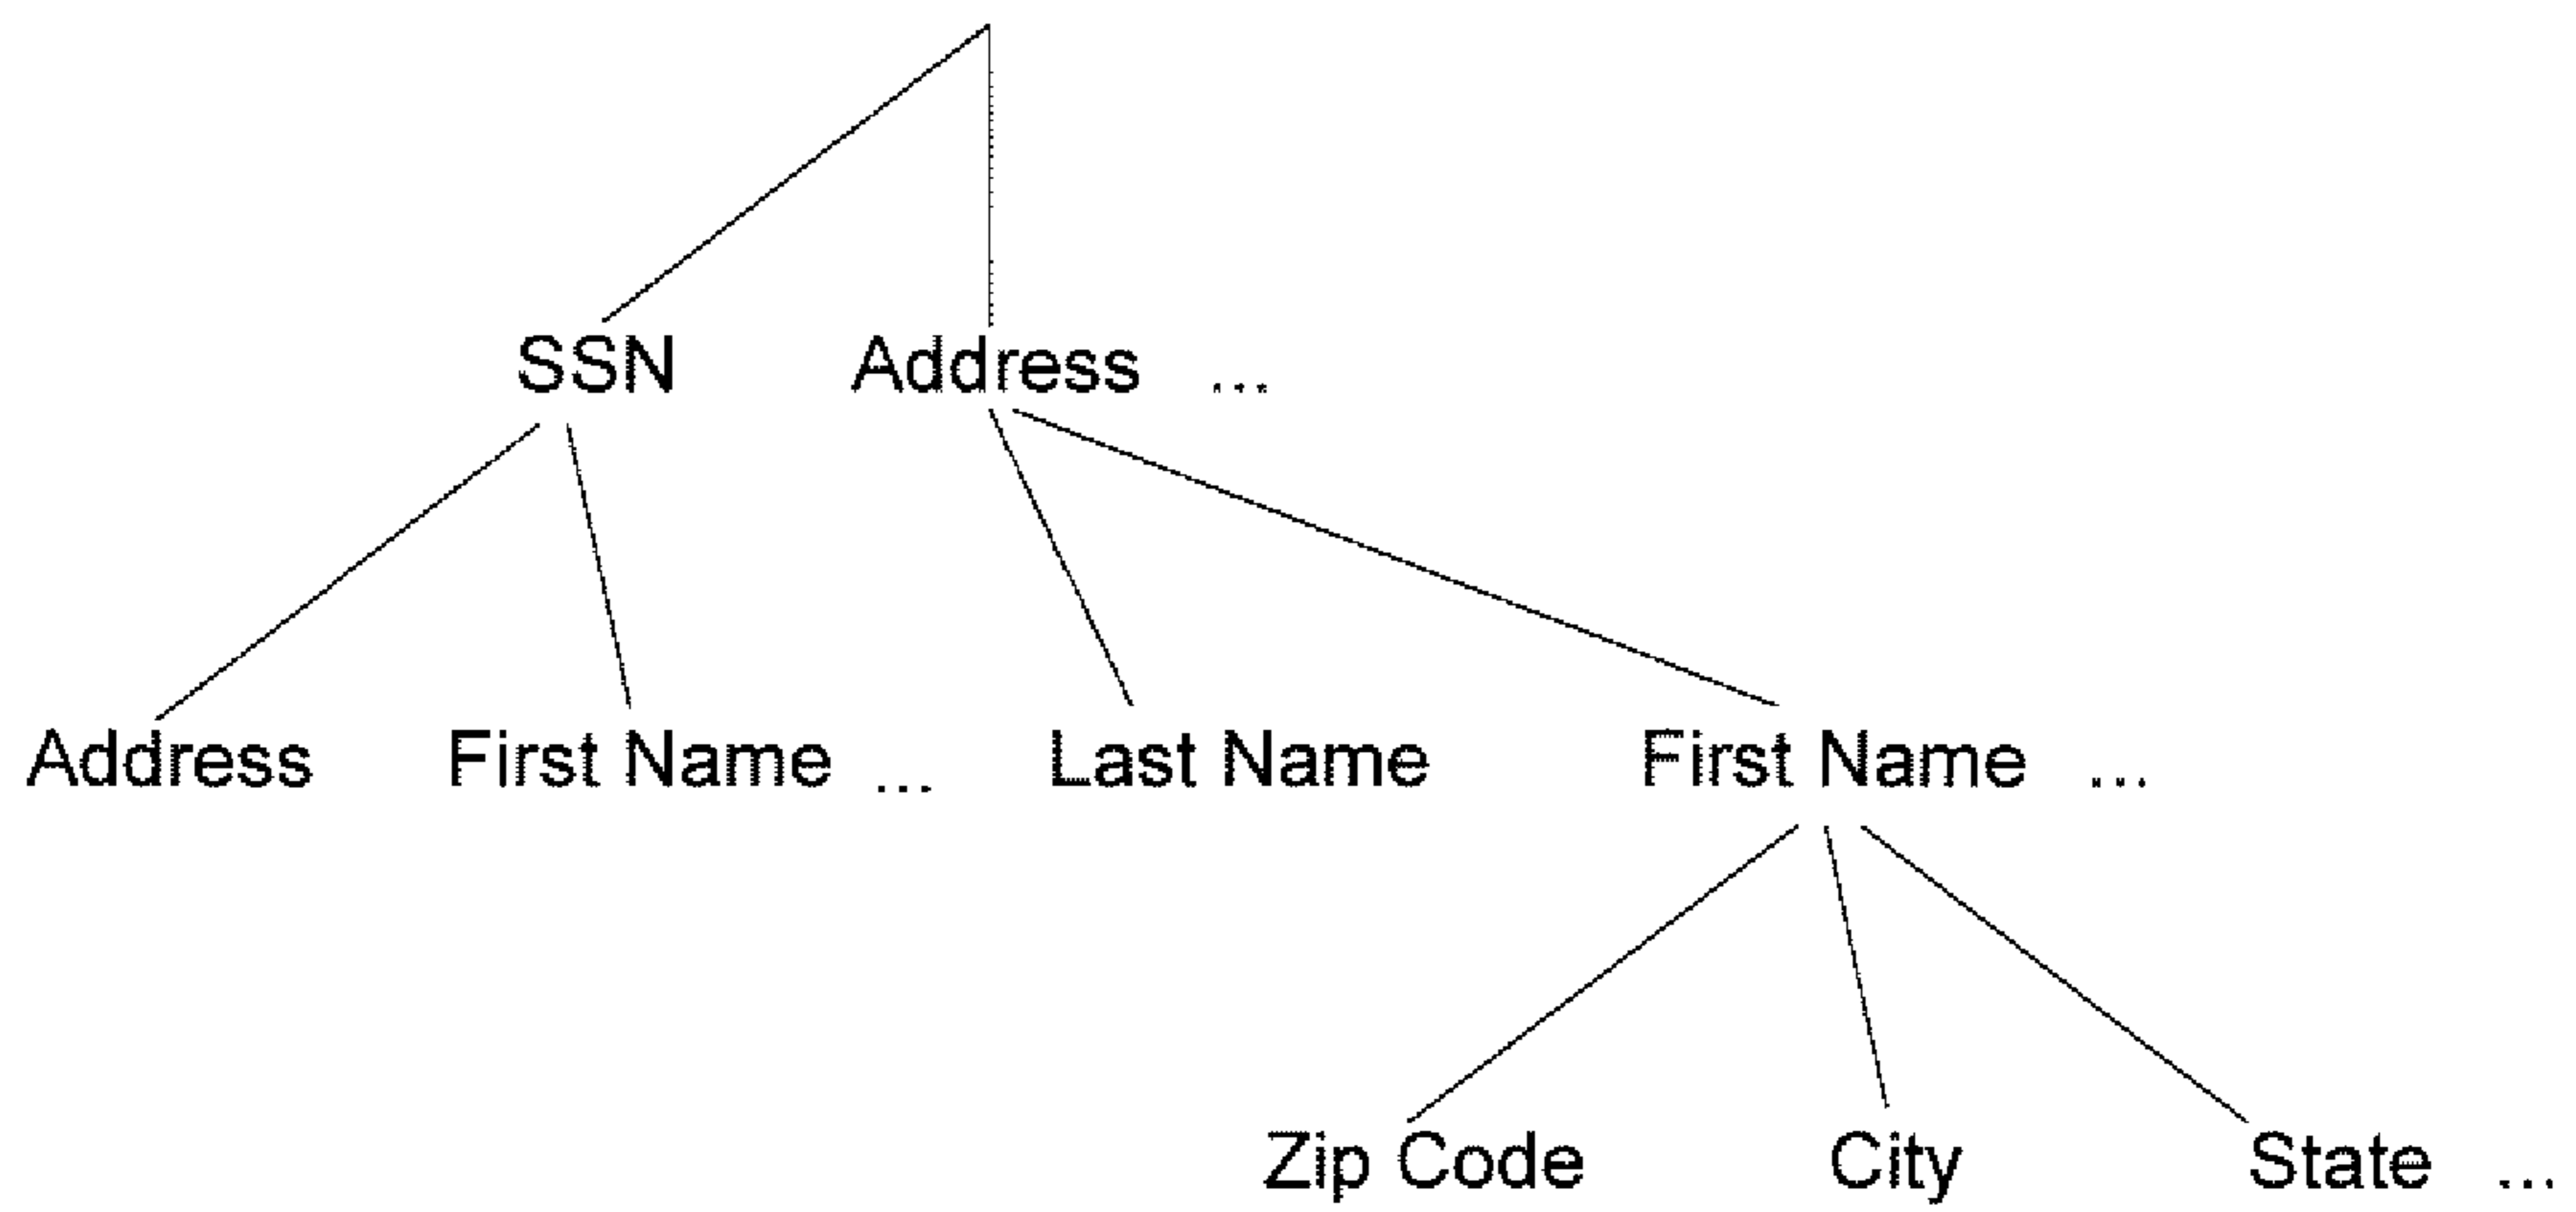 SSN Address ...
Address First Name ... Last Name First Name ...
Zip Code City State ...